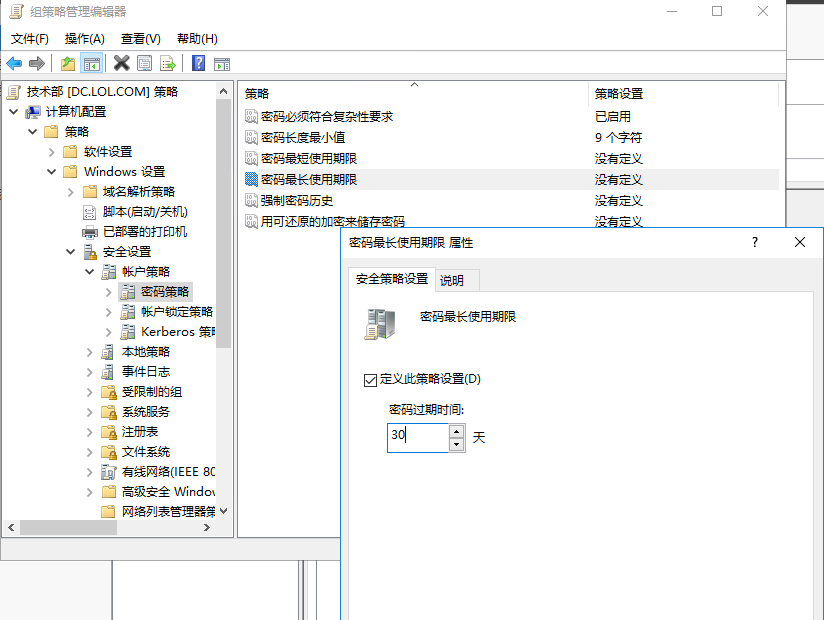 组策略管理编辑器
文件(F) 操作(A) 查看(V) 帮助(H)
技术部 [DC.LOL.COM] 策略
计算机配置
策略
软件设置
Windows 设置
域名解析策略
脚本(启动/关机)
已部署的打印机
安全设置
帐户策略
密码策略
帐户锁定策略
Kerberos 策
本地策略
事件日志
受限制的组
系统服务
注册表
文件系统
有线网络(IEEE 80
高级安全 Window
网络列表管理器策
策略 策略设置
密码必须符合复杂性要求 已启用
密码长度最小值 9 个字符
密码最短使用期限 没有定义
密码最长使用期限 没有定义
强制密码历史 没有定义
用可还原的加密来储存密码 没有定义
密码最长使用期限 属性 ?
安全策略设置 说明
密码最长使用期限
定义此策略设置(D)
密码过期时间:
30 天